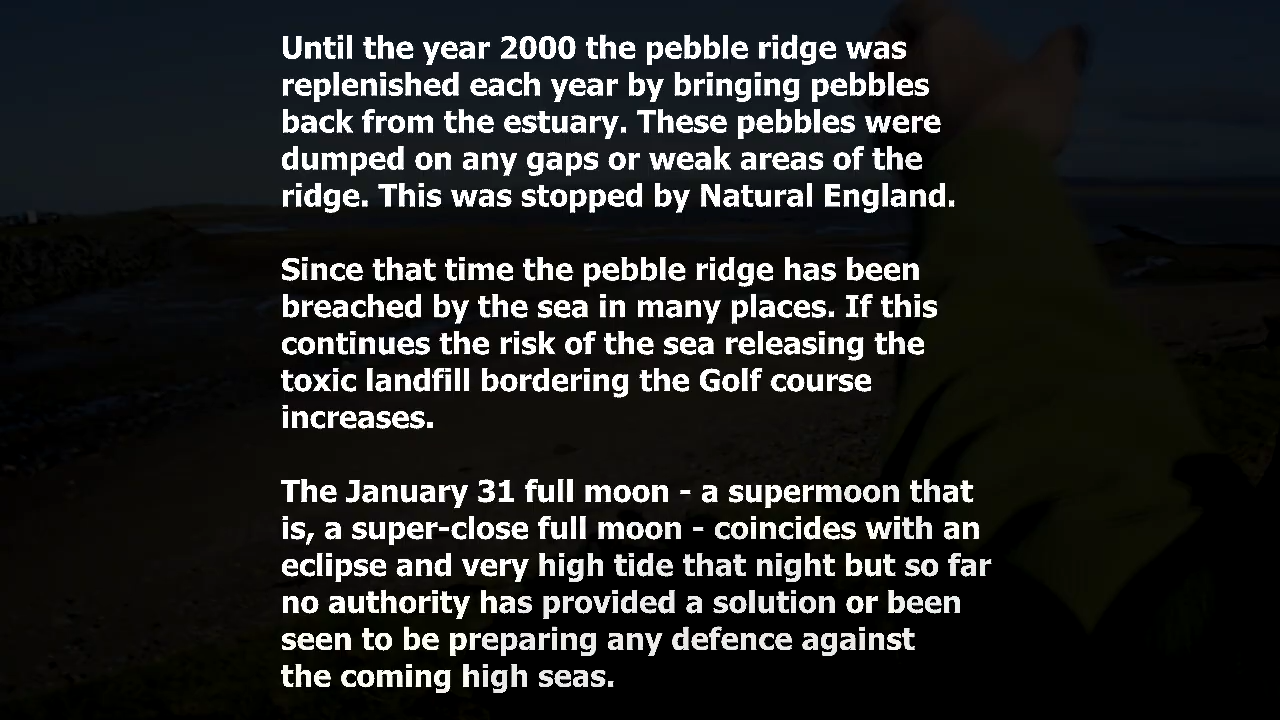 Until the year 2000 the pebble ridge was
replenished each year by bringing pebbles
back from the estuary. These pebbles were
dumped on any gaps or weak areas of the
ridge. This was stopped by Natural England.
Since that time the pebble ridge has been
breached by the sea in many places. If this
continues the risk of the sea releasing the
toxic landfill bordering the Golf course
increases.
The January 31 full moon - a supermoon that
is, a super-close full moon - coincides with an
eclipse and very high tide that night but so far
no authority has provided a solution or been
seen to be preparing any defence against
the coming high seas.